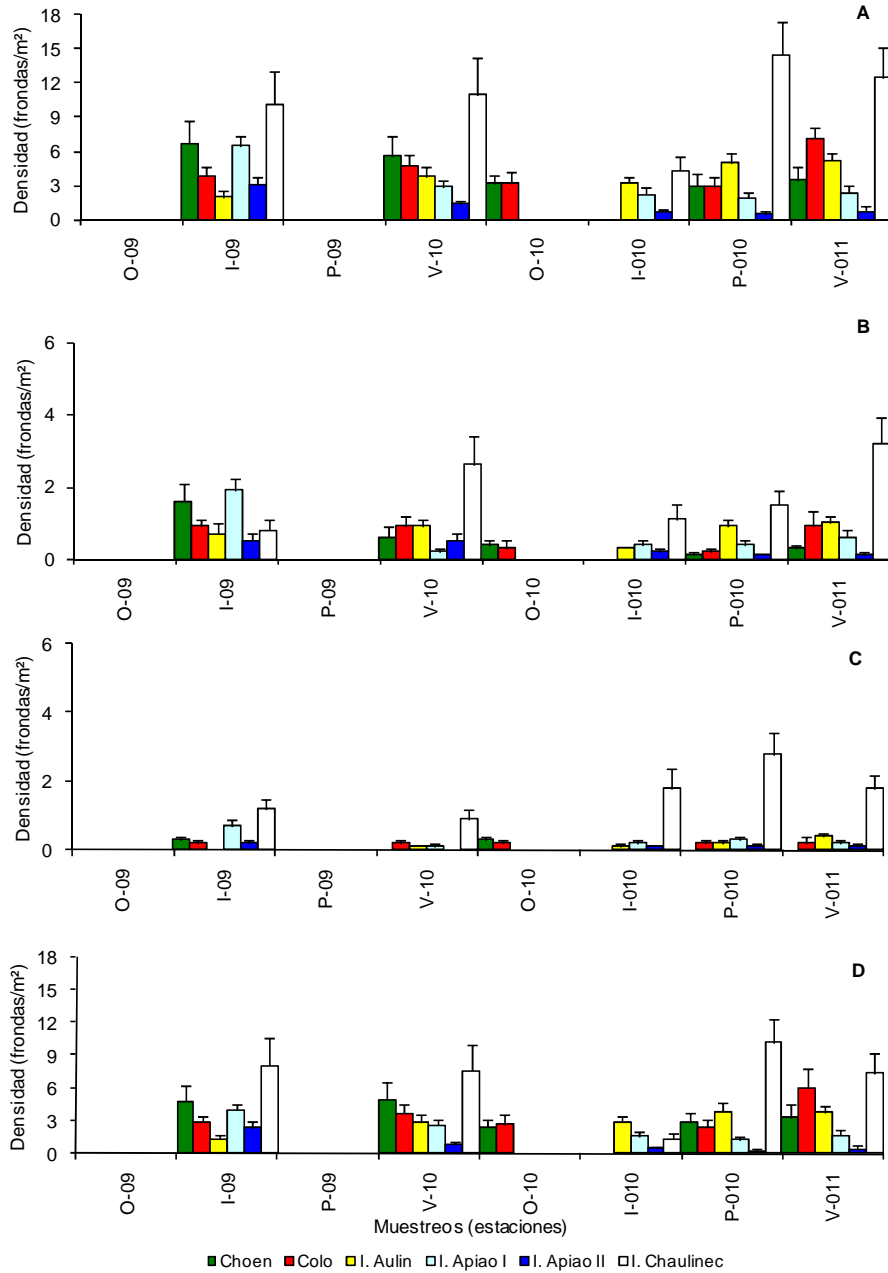 A
Densidad (frondas/m²)
18
15
12
9
6
3
0
O-09 I-09 P-09 V-10 O-10 I-010 P-010 V-011
B
Densidad (frondas/m²)
6
4
2
0
O-09 I-09 P-09 V-10 O-10 I-010 P-010 V-011
C
Densidad (frondas/m²)
6
4
2
0
O-09 I-09 P-09 V-10 O-10 I-010 P-010 V-011
D
Densidad (frondas/m²)
18
15
12
9
6
3
0
O-09 I-09 P-09 V-10 O-10 I-010 P-010 V-011
Muestreos (estaciones)
Choen Colo I. Aulin I. Apiao I I. Apiao II I. Chaulinec